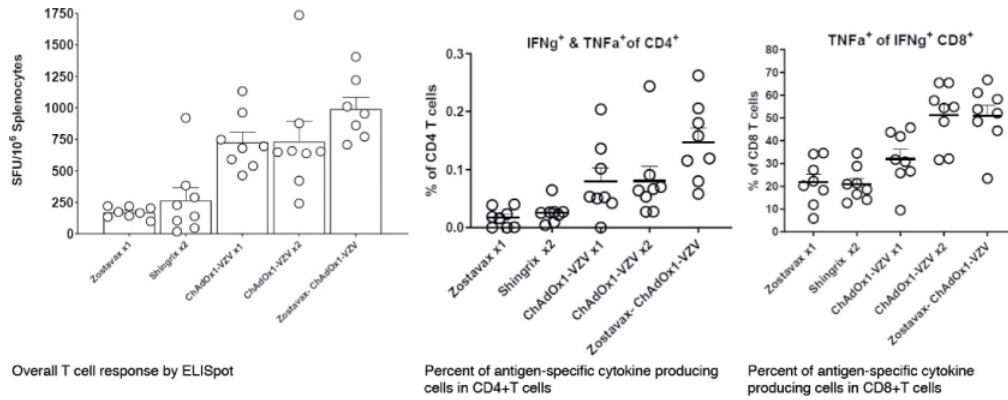 1750
1500
1250
1000
750
500
250
0
SFU/10⁶ Splenocytes
Zostavax x1
Shingrix x2
ChAdOx1-VZV x1
ChAdOx1-VZV x2
Zostavax- ChAdOx1-VZV
Overall T cell response by ELISpot
IFNg⁺ & TNFa⁺of CD4⁺
0.3
0.2
0.1
0.0
% of CD4 T cells
Zostavax x1
Shingrix x2
ChAdOx1-VZV x1
ChAdOx1-VZV x2
Zostavax- ChAdOx1-VZV
Percent of antigen-specific cytokine producing
cells in CD4+T cells
TNFa⁺ of IFNg⁺ CD8⁺
80
70
60
50
40
30
20
10
0
% of CD8 T cells
Zostavax x1
Shingrix x2
ChAdOx1-VZV x1
ChAdOx1-VZV x2
Zostavax- ChAdOx1-VZV
Percent of antigen-specific cytokine
producing cells in CD8+T cells